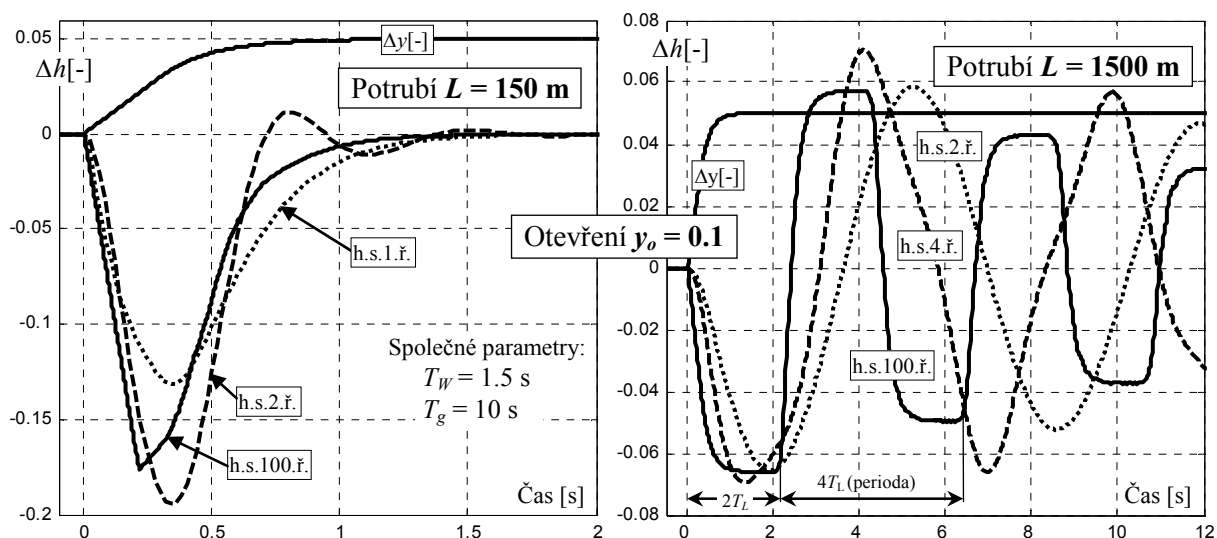 0.05
0
-0.05
-0.1
-0.15
-0.2
0
0.5
1
1.5
2
Δh[-]
Δy[-]
Potrubí L = 150 m
h.s.1.ř.
h.s.2.ř.
h.s.100.ř.
Společné parametry:
T_W = 1.5 s
T_g = 10 s
Čas [s]
Otevření y_o = 0.1
0.08
0.06
0.04
0.02
0
-0.02
-0.04
-0.06
-0.08
0
2
4
6
8
10
12
Δh[-]
Potrubí L = 1500 m
h.s.2.ř.
Δy[-]
h.s.4.ř.
h.s.100.ř.
2T_L
4T_L (perioda)
Čas [s]